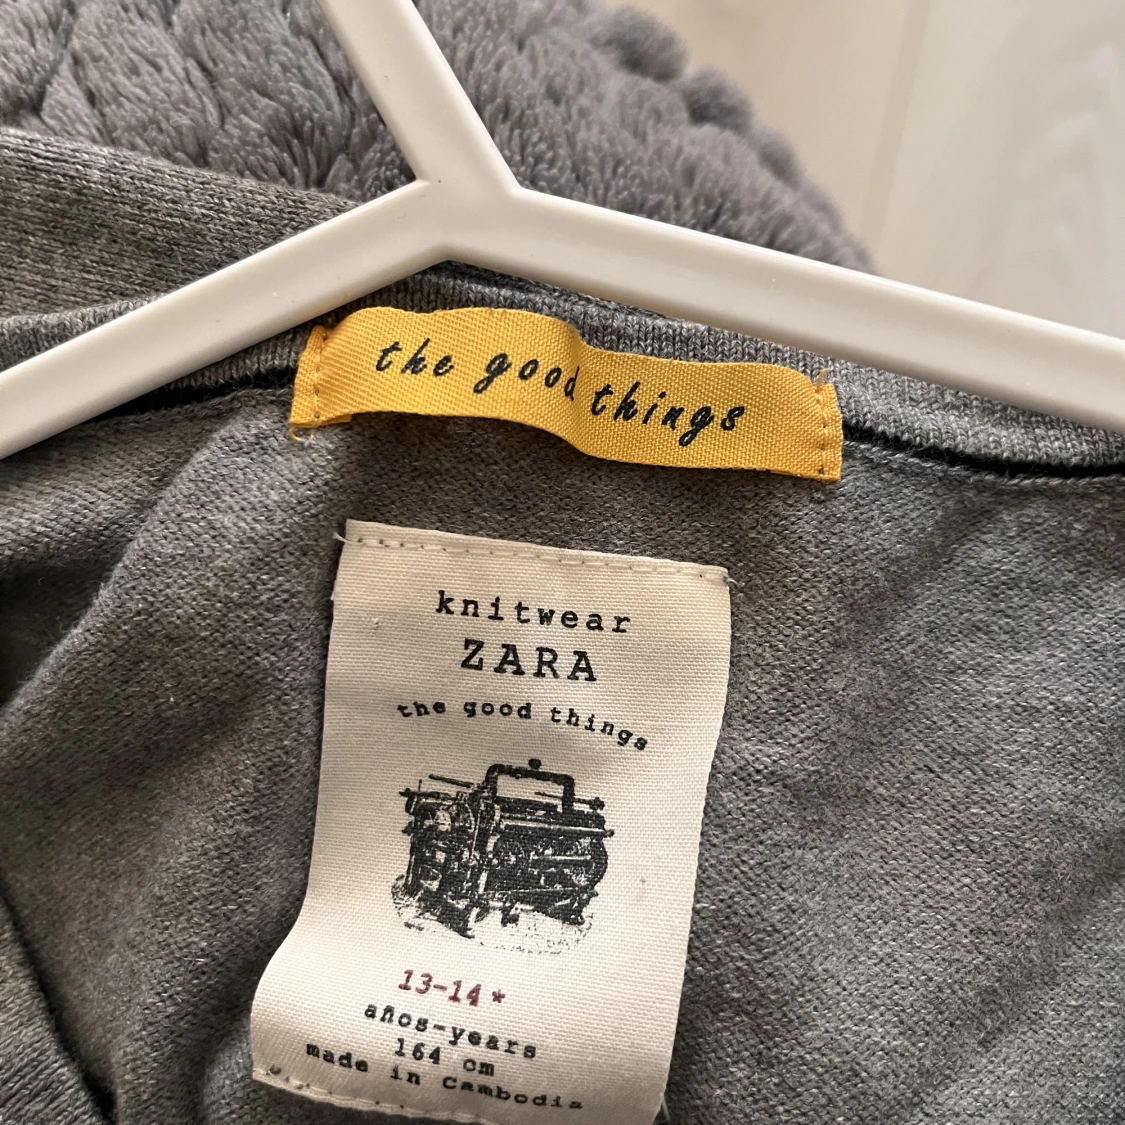 the good things
knitwear
ZARA
the good things
13-14*
años-years
164 cm
made in Cambodia